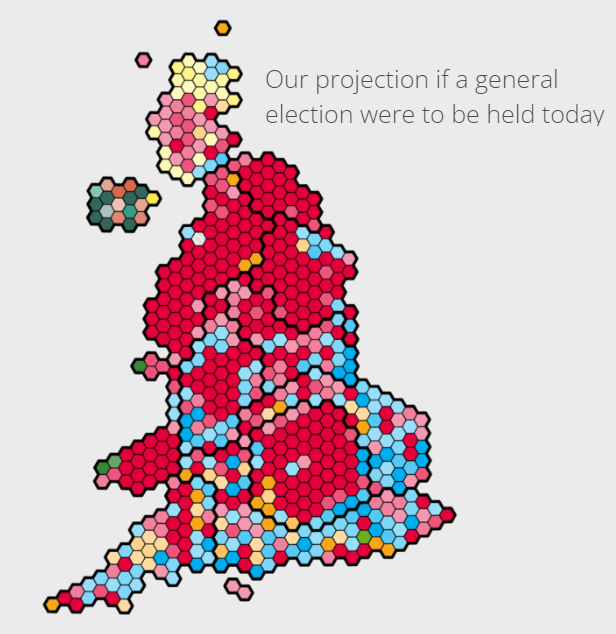 Our projection if a general
election were to be held today